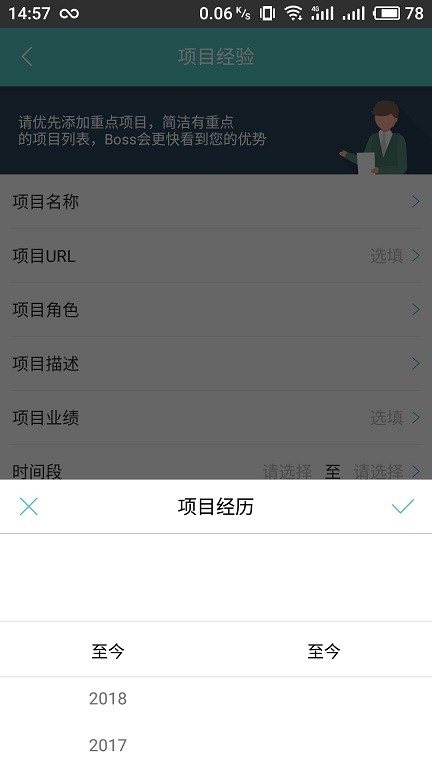 14:57 0.06 K/s 4G 78
项目经验
请优先添加重点项目，简洁有重点
的项目列表，Boss会更快看到您的优势
项目名称
项目URL 选填
项目角色
项目描述
项目业绩 选填
时间段 请选择 至 请选择
项目经历
至今 至今
2018
2017